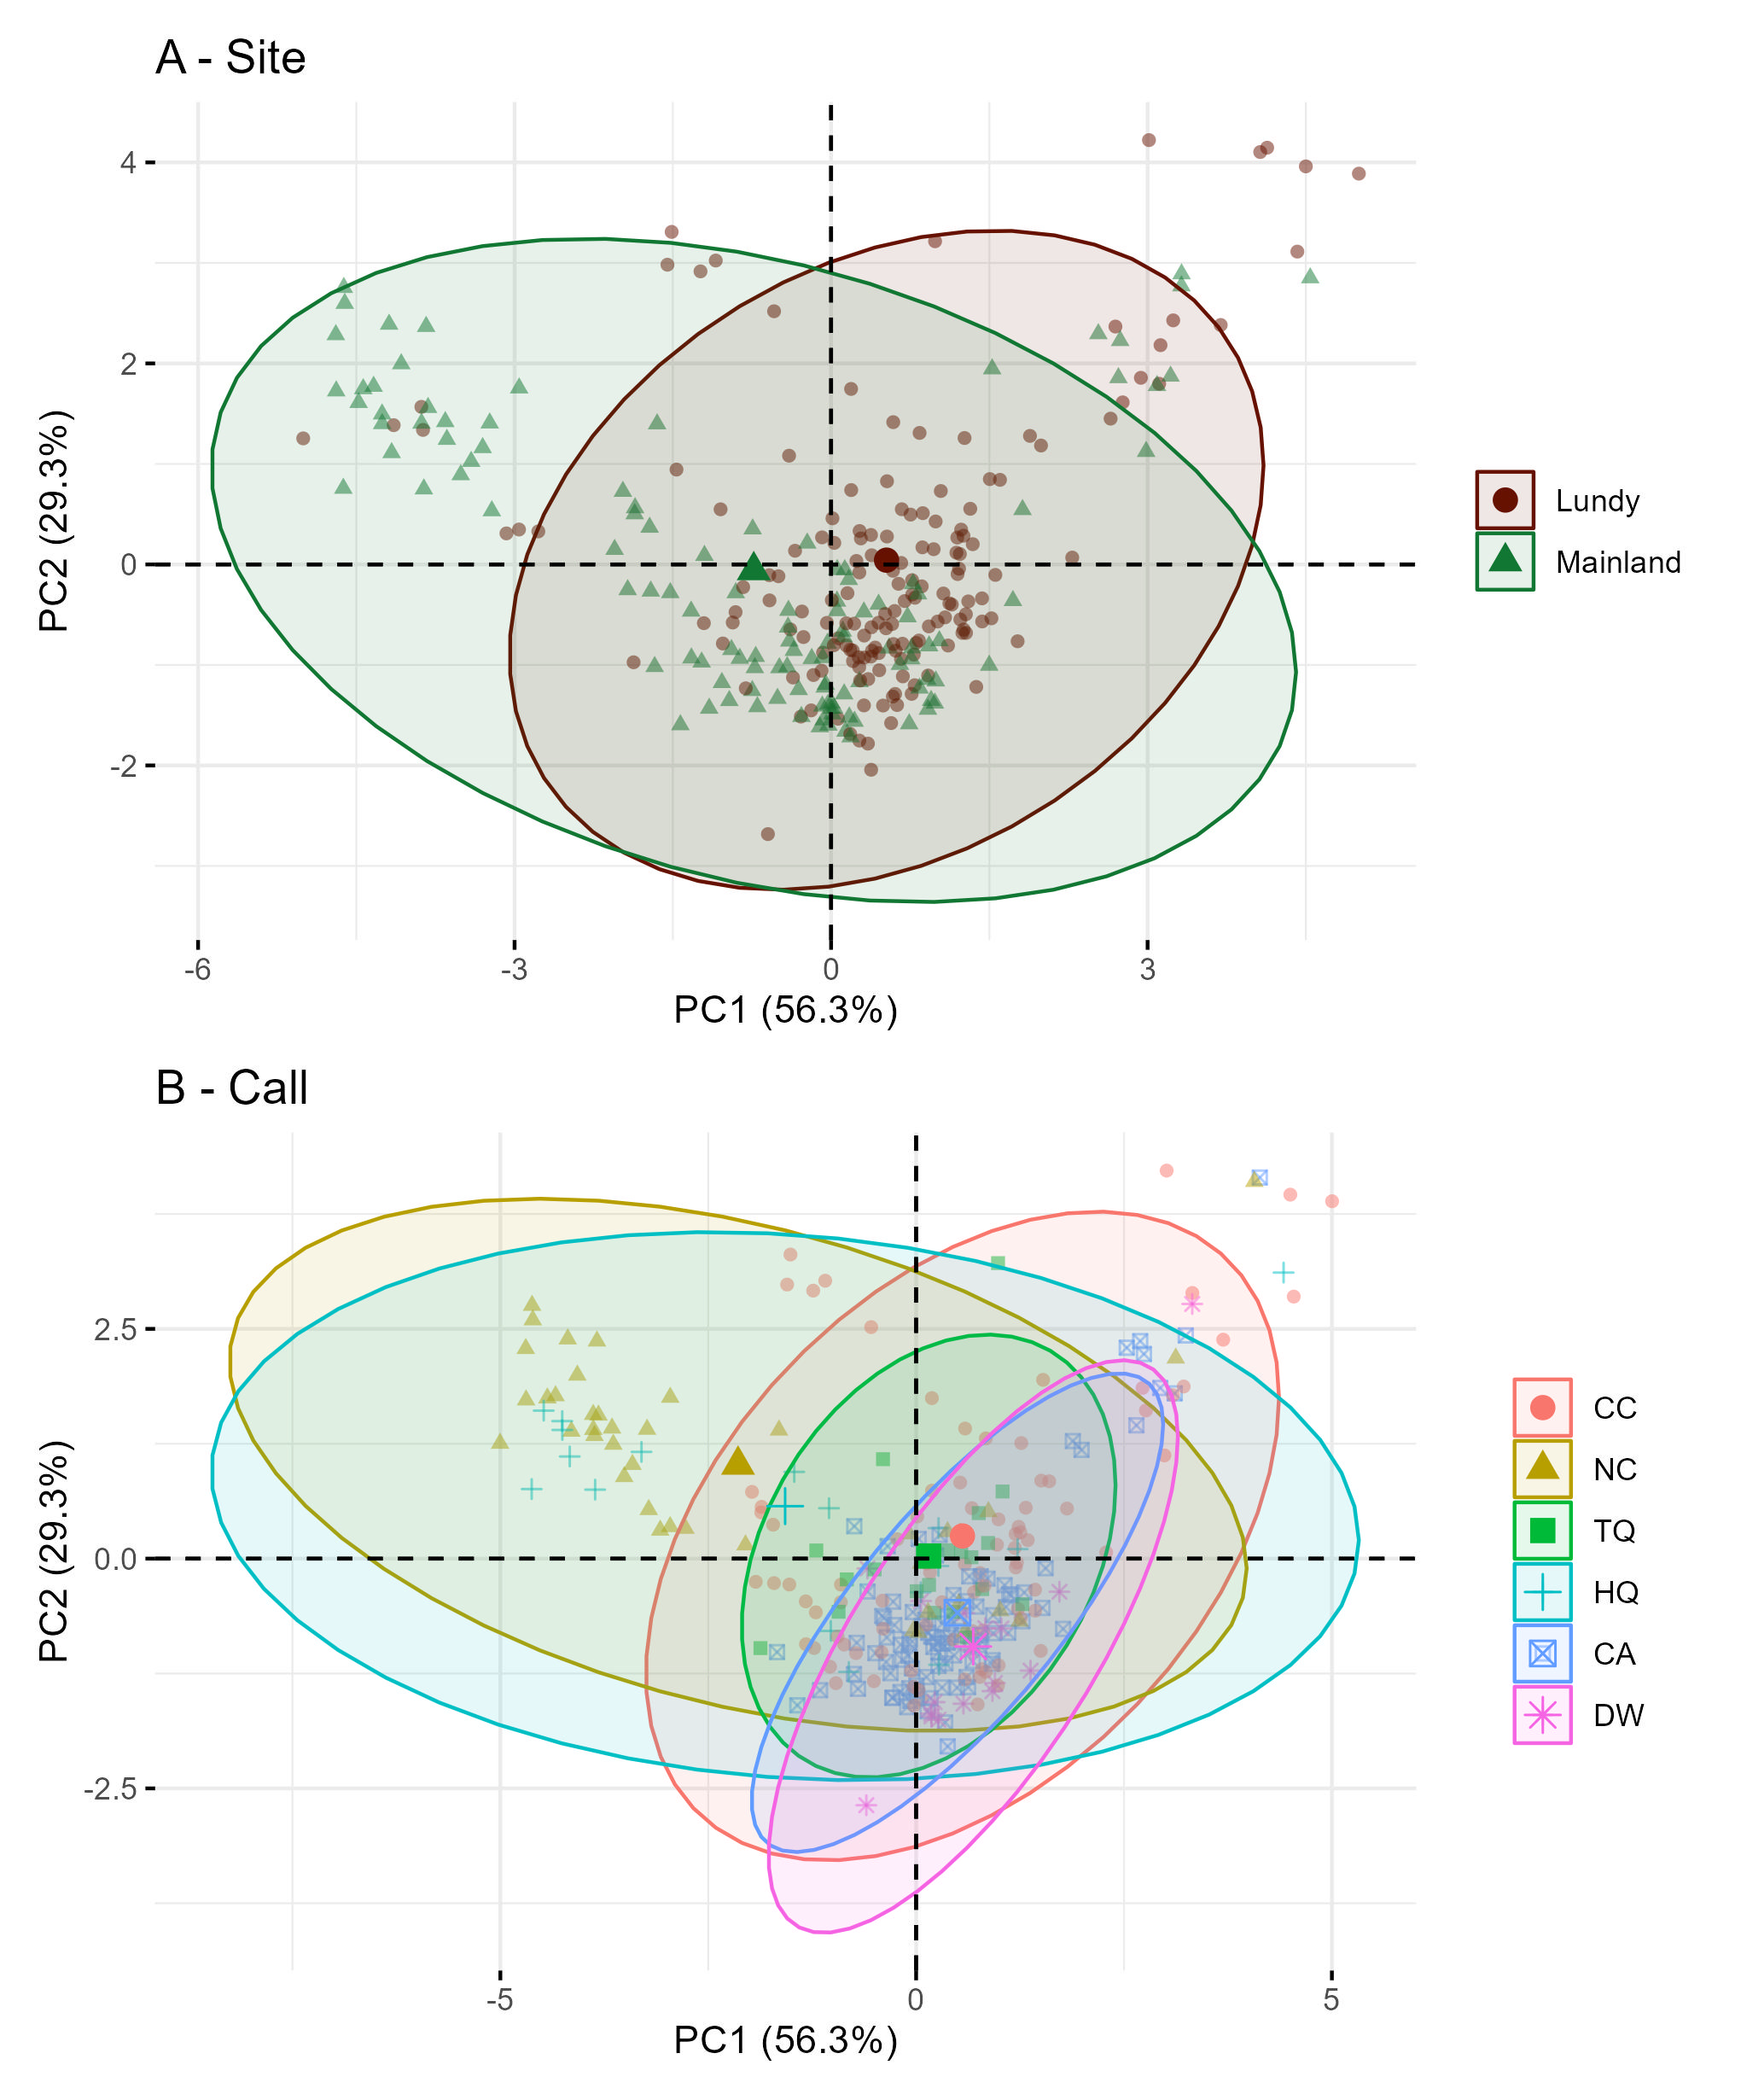 A - Site
4
2
0
-2
PC2 (29.3%)
-6
-3
0
3
PC1 (56.3%)
Lundy
Mainland
B - Call
2.5
0.0
-2.5
PC2 (29.3%)
-5
0
5
PC1 (56.3%)
CC
NC
TQ
HQ
CA
DW